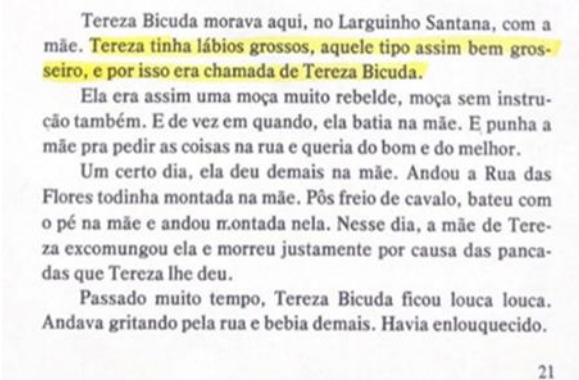 Tereza Bicuda morava aqui, no Larguinho Santana, com a
mãe. Tereza tinha lábios grossos, aquele tipo assim bem gros-
seiro, e por isso era chamada de Tereza Bicuda.
Ela era assim uma moça muito rebelde, moça sem instru-
ção também. E de vez em quando, ela batia na mãe. E punha a
mãe pra pedir as coisas na rua e queria do bom e do melhor.
Um certo dia, ela deu demais na mãe. Andou a Rua das
Flores todinha montada na mãe. Pôs freio de cavalo, bateu com
o pé na mãe e andou montada nela. Nesse dia, a mãe de Tere-
za excomungou ela e morreu justamente por causa das panca-
das que Tereza lhe deu.
Passado muito tempo, Tereza Bicuda ficou louca louca.
Andava gritando pela rua e bebia demais. Havia enlouquecido.
21